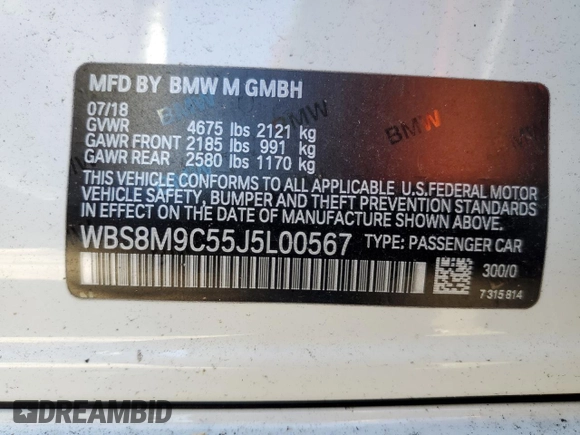 MFD BY BMW M GMBH
07/18
GVWR 4675 lbs 2121 kg
GAWR FRONT 2185 lbs 991 kg
GAWR REAR 2580 lbs 1170 kg
THIS VEHICLE CONFORMS TO ALL APPLICABLE U.S.FEDERAL MOTOR
VEHICLE SAFETY, BUMPER AND THEFT PREVENTION STANDARDS
IN EFFECT ON THE DATE OF MANUFACTURE SHOWN ABOVE.
WBS8M9C55J5L00567 TYPE: PASSENGER CAR
300/0
7315814
BMW
BMW
DREAMBID